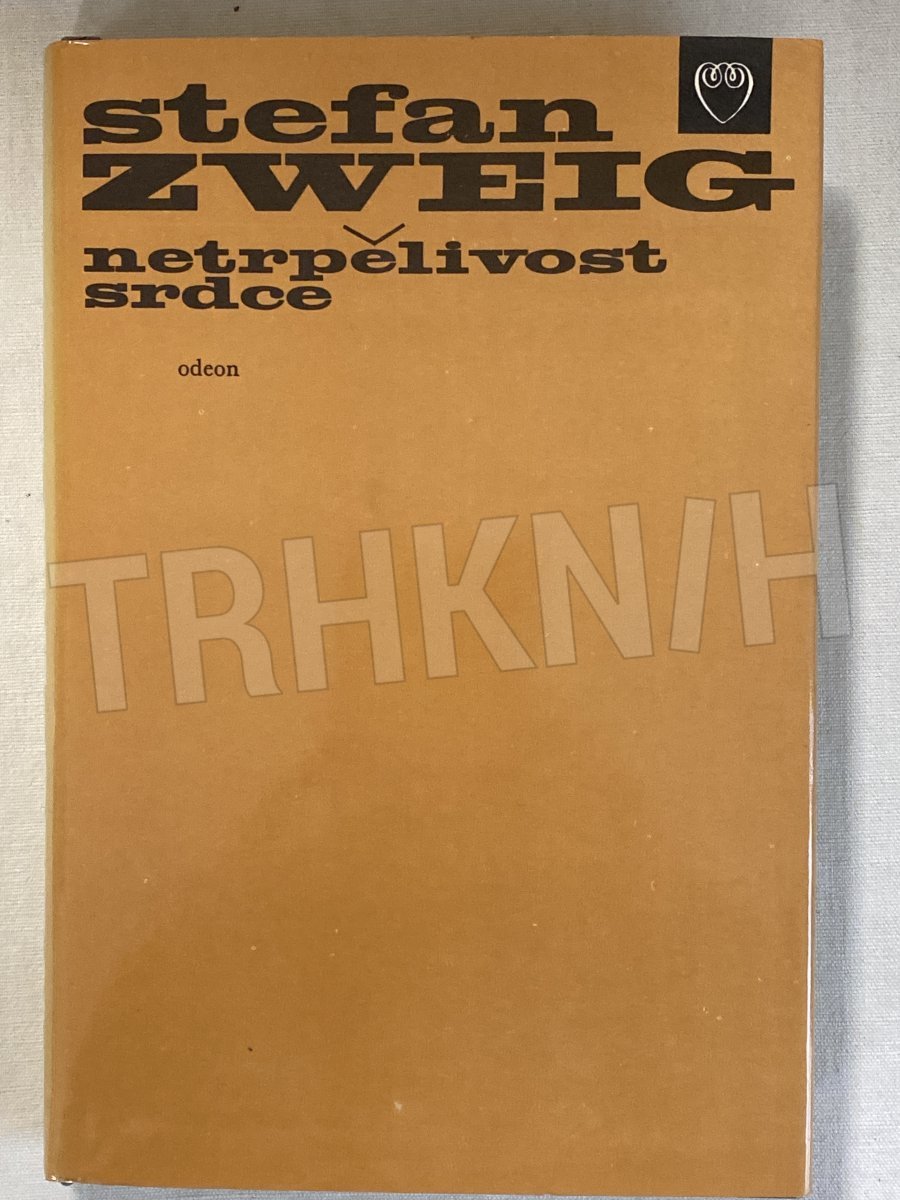 stefan
ZWEIG
netrpělivost
srdce
odeon
TRHKNIH